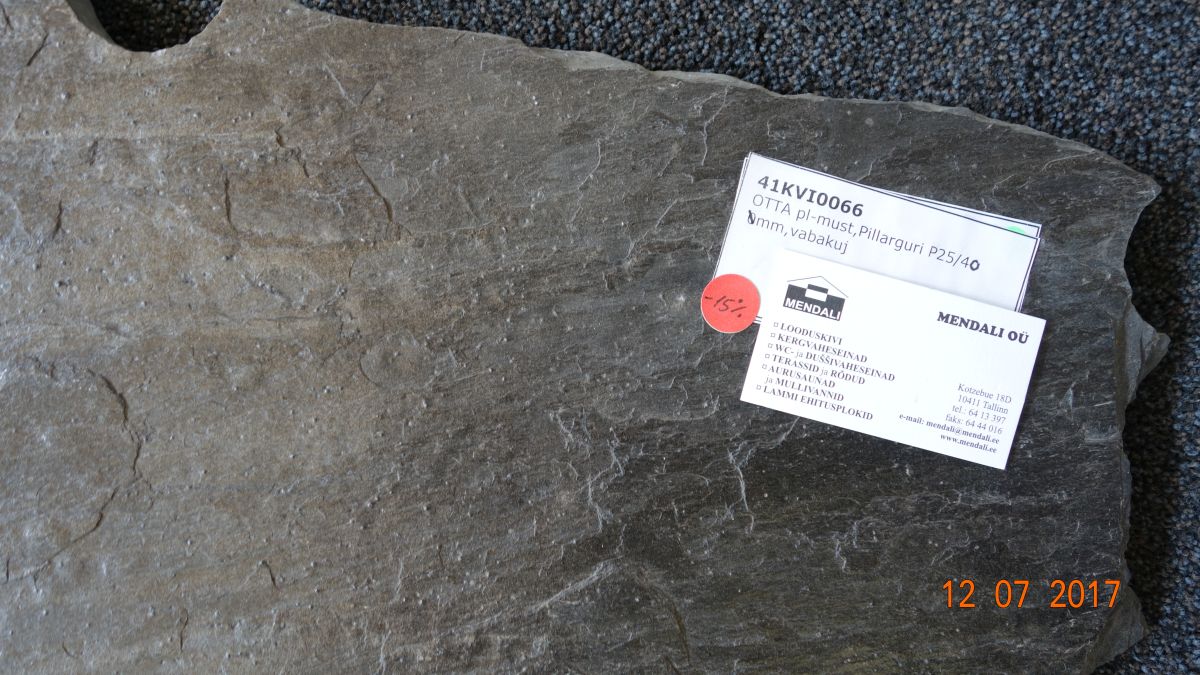 41KVI0066
OTTA pl-must,Pillarguri P25/40
0mm,vabakuj
-15%
MENDALI
MENDALI OÜ
¤ LOODUSKIVI
¤ KERGVAHESEINAD
¤ WC- ja DUŠŠIVAHESEINAD
¤ TERASSID ja RÕDUD
¤ AURUSAUNAD
ja MULLIVANNID
¤ LAMMI EHITUSPLOKID
Kotzebue 18D
10411 Tallinn
tel.: 64 13 397
faks: 64 44 016
e-mail: mendali@mendali.ee
www.mendali.ee
12 07 2017